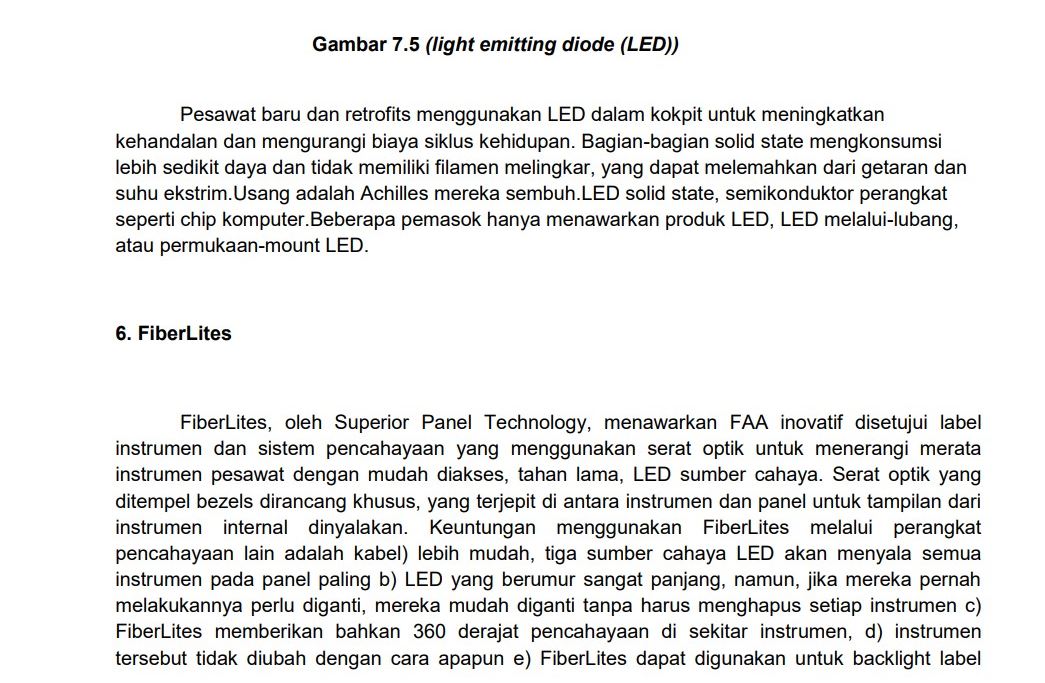 Gambar 7.5 (light emitting diode (LED))
Pesawat baru dan retrofits menggunakan LED dalam kokpit untuk meningkatkan
kehandalan dan mengurangi biaya siklus kehidupan. Bagian-bagian solid state mengkonsumsi
lebih sedikit daya dan tidak memiliki filamen melingkar, yang dapat melemahkan dari getaran dan
suhu ekstrim.Usang adalah Achilles mereka sembuh.LED solid state, semikonduktor perangkat
seperti chip komputer.Beberapa pemasok hanya menawarkan produk LED, LED melalui-lubang,
atau permukaan-mount LED.
6. FiberLites
FiberLites, oleh Superior Panel Technology, menawarkan FAA inovatif disetujui label
instrumen dan sistem pencahayaan yang menggunakan serat optik untuk menerangi merata
instrumen pesawat dengan mudah diakses, tahan lama, LED sumber cahaya. Serat optik yang
ditempel bezels dirancang khusus, yang terjepit di antara instrumen dan panel untuk tampilan dari
instrumen internal dinyalakan. Keuntungan menggunakan FiberLites melalui perangkat
pencahayaan lain adalah kabel) lebih mudah, tiga sumber cahaya LED akan menyala semua
instrumen pada panel paling b) LED yang berumur sangat panjang, namun, jika mereka pernah
melakukannya perlu diganti, mereka mudah diganti tanpa harus menghapus setiap instrumen c)
FiberLites memberikan bahkan 360 derajat pencahayaan di sekitar instrumen, d) instrumen
tersebut tidak diubah dengan cara apapun e) FiberLites dapat digunakan untuk backlight label